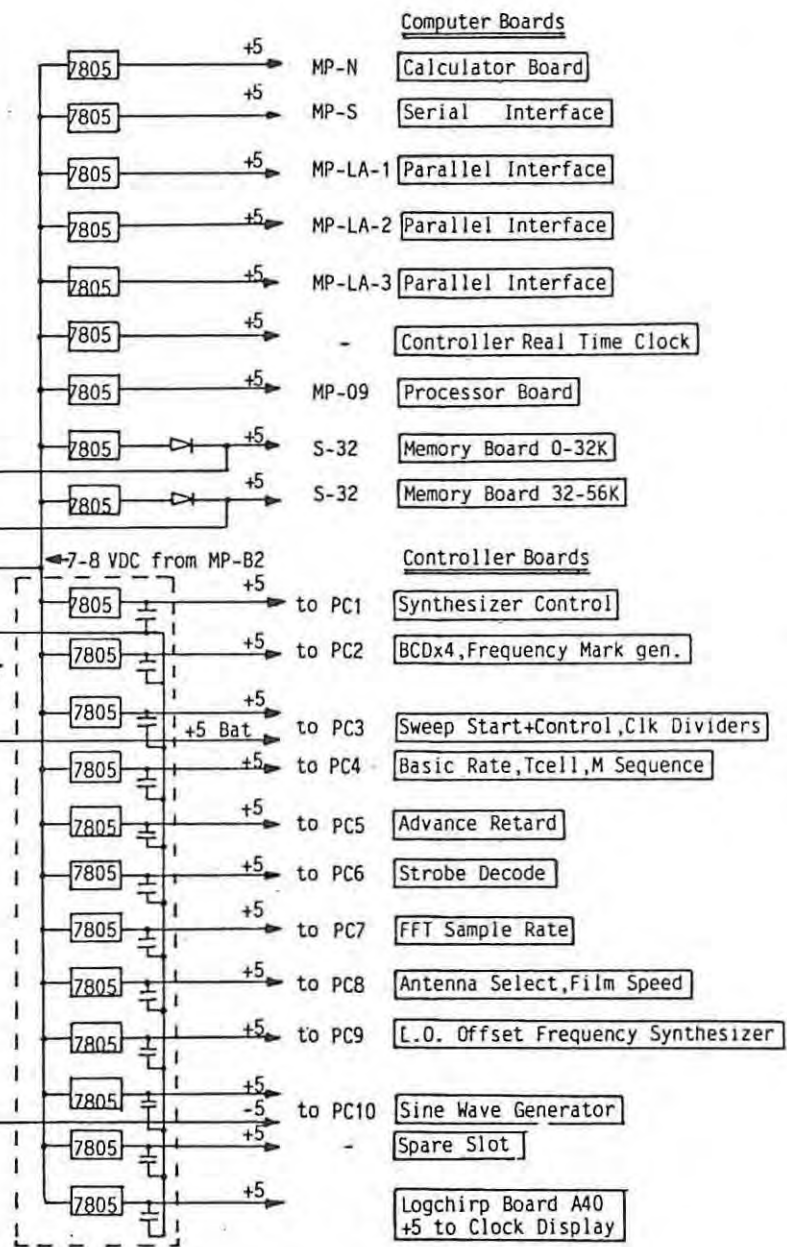 Computer Boards
7805 +5 MP-N Calculator Board
7805 +5 MP-S Serial Interface
7805 +5 MP-LA-1 Parallel Interface
7805 +5 MP-LA-2 Parallel Interface
7805 +5 MP-LA-3 Parallel Interface
7805 +5 - Controller Real Time Clock
7805 +5 MP-09 Processor Board
7805 +5 S-32 Memory Board 0-32K
7805 +5 S-32 Memory Board 32-56K
7-8 VDC from MP-B2 Controller Boards
7805 +5 to PC1 Synthesizer Control
7805 +5 to PC2 BCDx4,Frequency Mark gen.
7805 +5
+5 Bat to PC3 Sweep Start+Control,Clk Dividers
7805 +5 to PC4 Basic Rate,Tcell,M Sequence
7805 +5 to PC5 Advance Retard
7805 +5 to PC6 Strobe Decode
7805 +5 to PC7 FFT Sample Rate
7805 +5 to PC8 Antenna Select,Film Speed
7805 +5 to PC9 L.O. Offset Frequency Synthesizer
7805 +5
-5 to PC10 Sine Wave Generator
7805 +5 - Spare Slot
7805 +5 Logchirp Board A40
+5 to Clock Display